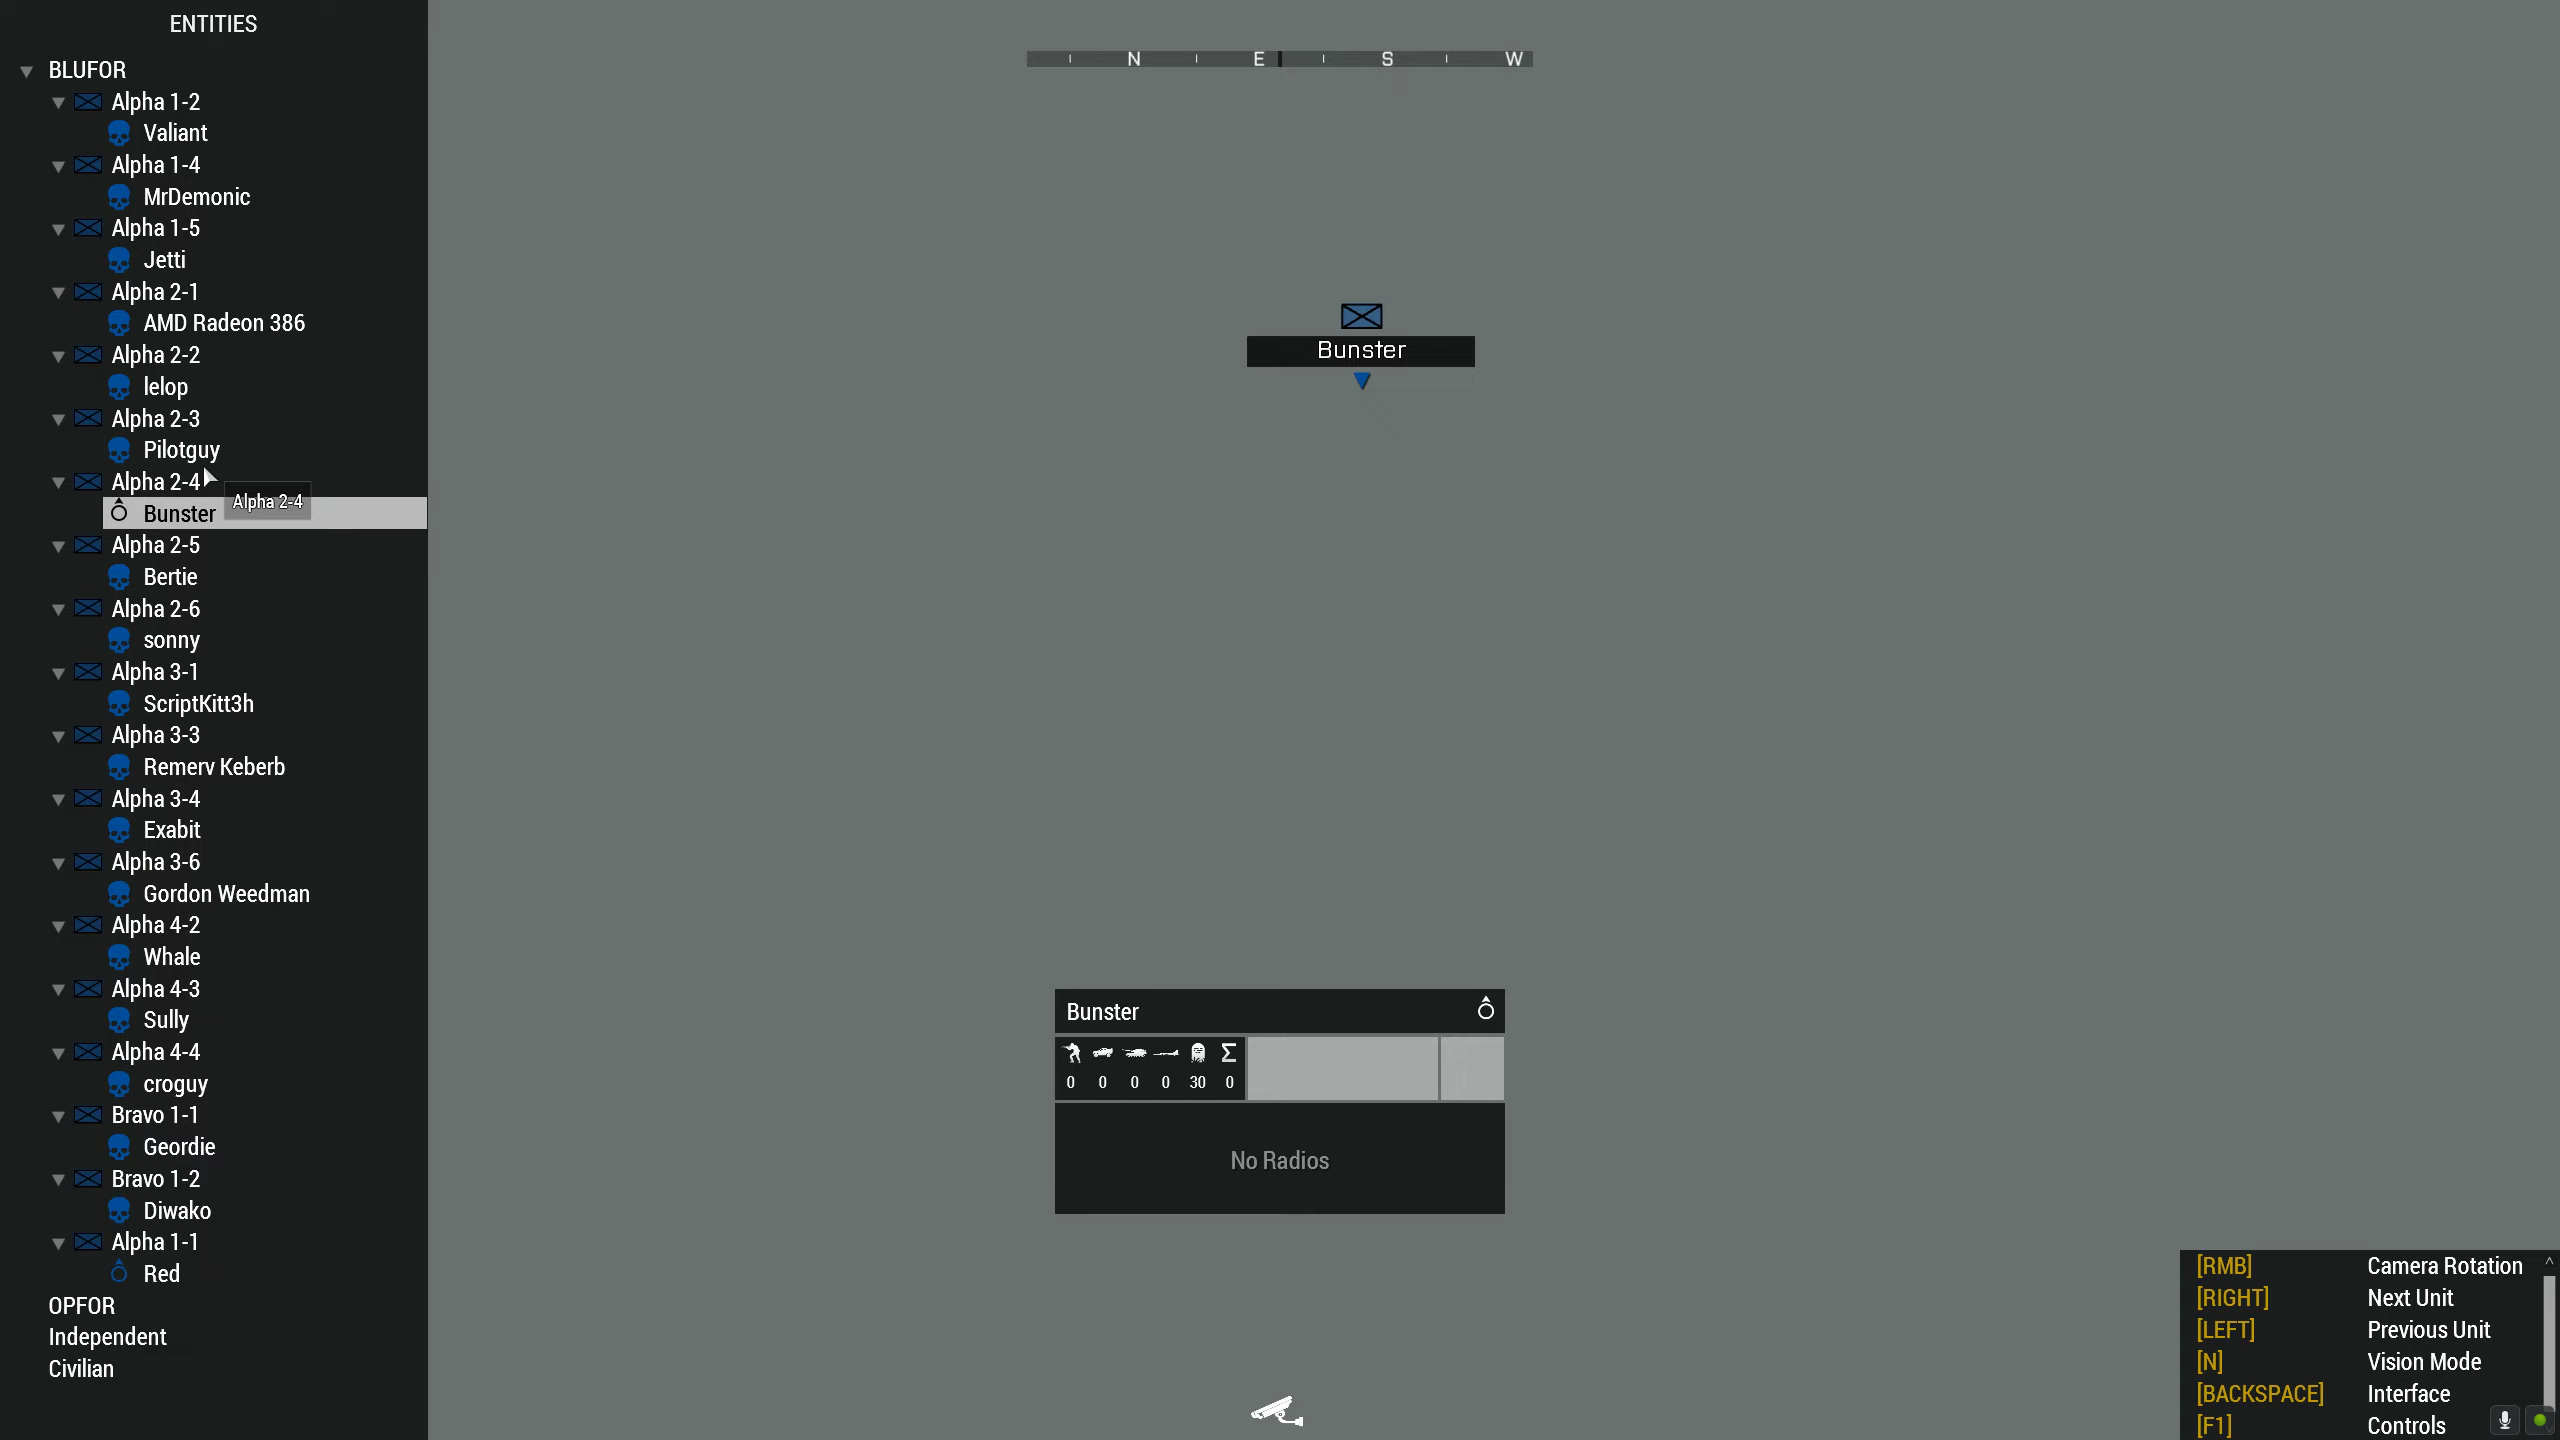 ENTITIES
BLUFOR
Alpha 1-2
Valiant
Alpha 1-4
MrDemonic
Alpha 1-5
Jetti
Alpha 2-1
AMD Radeon 386
Alpha 2-2
lelop
Alpha 2-3
Pilotguy
Alpha 2-4
Alpha 2-4
Bunster
Alpha 2-5
Bertie
Alpha 2-6
sonny
Alpha 3-1
ScriptKitt3h
Alpha 3-3
Remerv Keberb
Alpha 3-4
Exabit
Alpha 3-6
Gordon Weedman
Alpha 4-2
Whale
Alpha 4-3
Sully
Alpha 4-4
croguy
Bravo 1-1
Geordie
Bravo 1-2
Diwako
Alpha 1-1
Red
OPFOR
Independent
Civilian
N E S W
Bunster
Bunster
Σ
0 0 0 0 30 0
No Radios
[RMB] Camera Rotation
[RIGHT] Next Unit
[LEFT] Previous Unit
[N] Vision Mode
[BACKSPACE] Interface
[F1] Controls